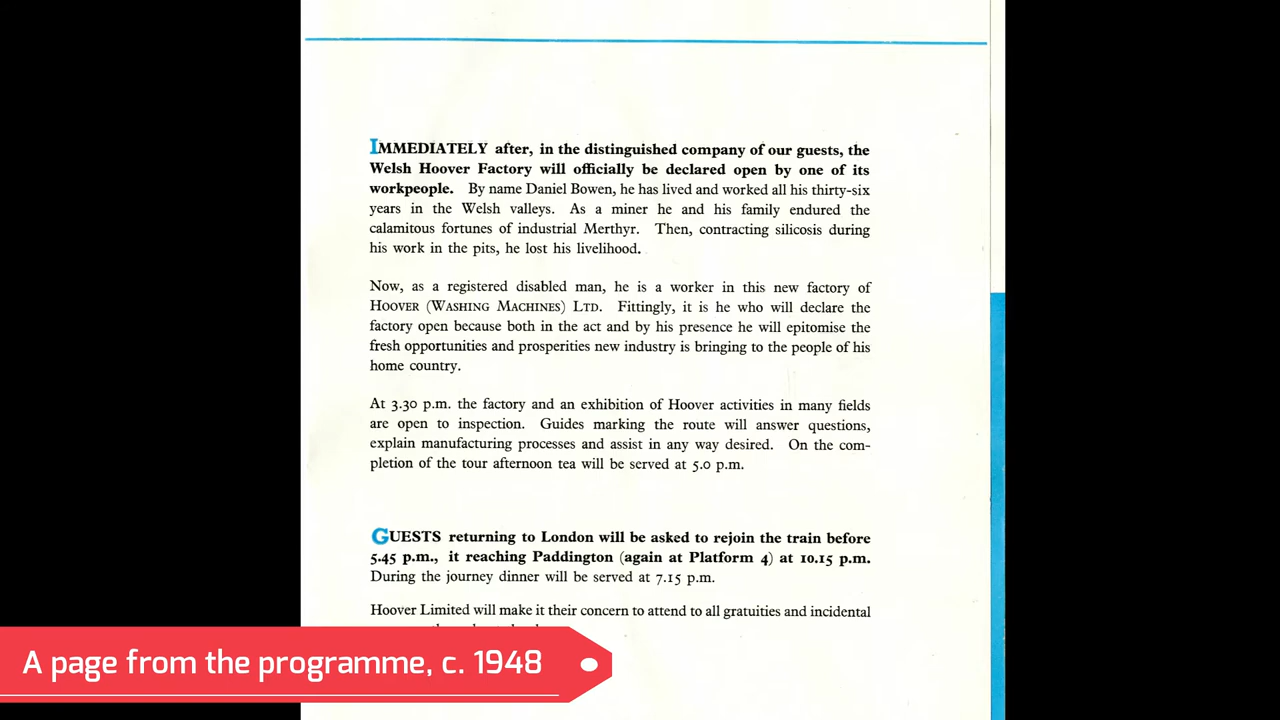 IMMEDIATELY after, in the distinguished company of our guests, the
Welsh Hoover Factory will officially be declared open by one of its
workpeople. By name Daniel Bowen, he has lived and worked all his thirty-six
years in the Welsh valleys. As a miner he and his family endured the
calamitous fortunes of industrial Merthyr. Then, contracting silicosis during
his work in the pits, he lost his livelihood.
Now, as a registered disabled man, he is a worker in this new factory of
HOOVER (WASHING MACHINES) LTD. Fittingly, it is he who will declare the
factory open because both in the act and by his presence he will epitomise the
fresh opportunities and prosperities new industry is bringing to the people of his
home country.
At 3.30 p.m. the factory and an exhibition of Hoover activities in many fields
are open to inspection. Guides marking the route will answer questions,
explain manufacturing processes and assist in any way desired. On the com-
pletion of the tour afternoon tea will be served at 5.0 p.m.
GUESTS returning to London will be asked to rejoin the train before
5.45 p.m., it reaching Paddington (again at Platform 4) at 10.15 p.m.
During the journey dinner will be served at 7.15 p.m.
Hoover Limited will make it their concern to attend to all gratuities and incidental
A page from the programme, c. 1948